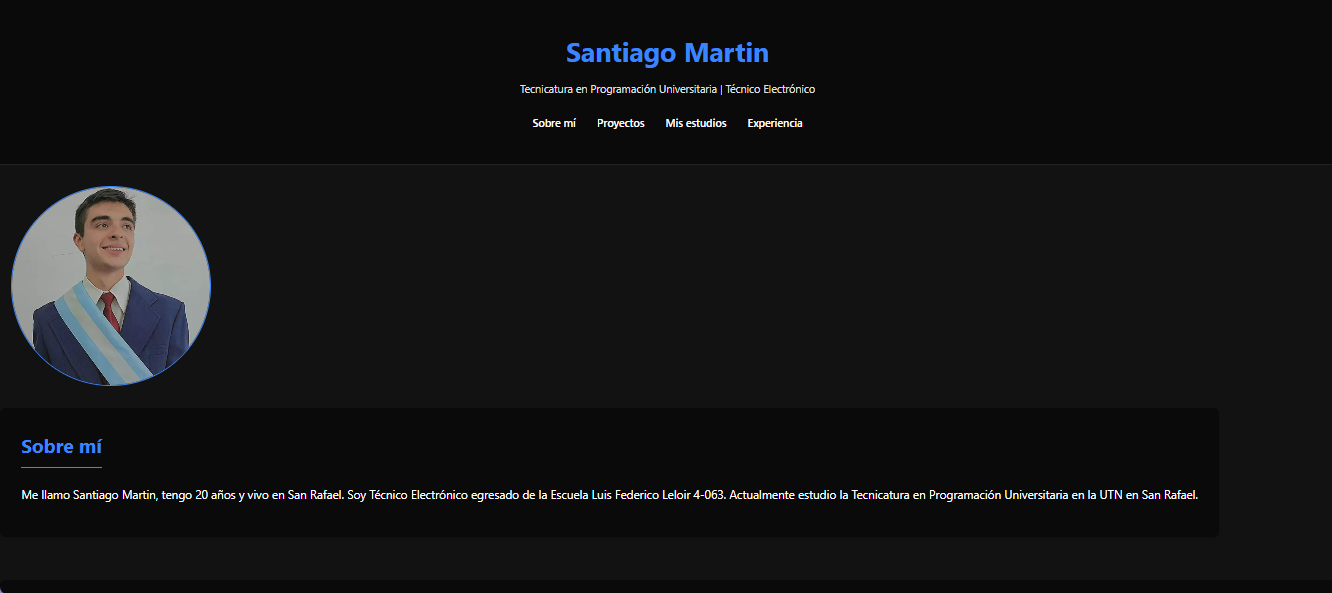 Santiago Martin
Tecnicatura en Programación Universitaria | Técnico Electrónico
Sobre mí Proyectos Mis estudios Experiencia
Sobre mí
Me llamo Santiago Martin, tengo 20 años y vivo en San Rafael. Soy Técnico Electrónico egresado de la Escuela Luis Federico Leloir 4-063. Actualmente estudio la Tecnicatura en Programación Universitaria en la UTN en San Rafael.